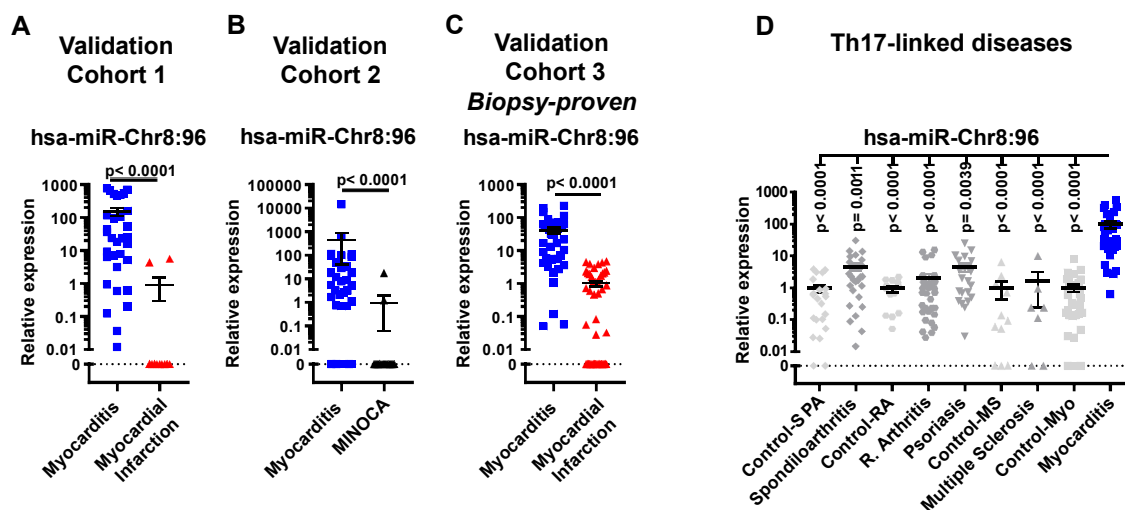 A
Validation
Cohort 1
hsa-miR-Chr8:96
p< 0.0001
Relative expression
1000
100
10
1
0.1
0.01
0
Myocarditis
Myocardial
Infarction
B
Validation
Cohort 2
hsa-miR-Chr8:96
p< 0.0001
Relative expression
100000
10000
1000
100
10
1
0.1
0.01
0
Myocarditis
MINOCA
C
Validation
Cohort 3
Biopsy-proven
hsa-miR-Chr8:96
p< 0.0001
Relative expression
1000
100
10
1
0.1
0.01
0
Myocarditis
Myocardial
Infarction
D
Th17-linked diseases
hsa-miR-Chr8:96
p< 0.0001
p= 0.0011
p< 0.0001
p< 0.0001
p= 0.0039
p< 0.0001
p< 0.0001
p< 0.0001
Relative expression
1000
100
10
1
0.1
0.01
0
Control-S PA
Spondiloarthritis
Control-RA
R. Arthritis
Psoriasis
Control-MS
Multiple Sclerosis
Control-Myo
Myocarditis